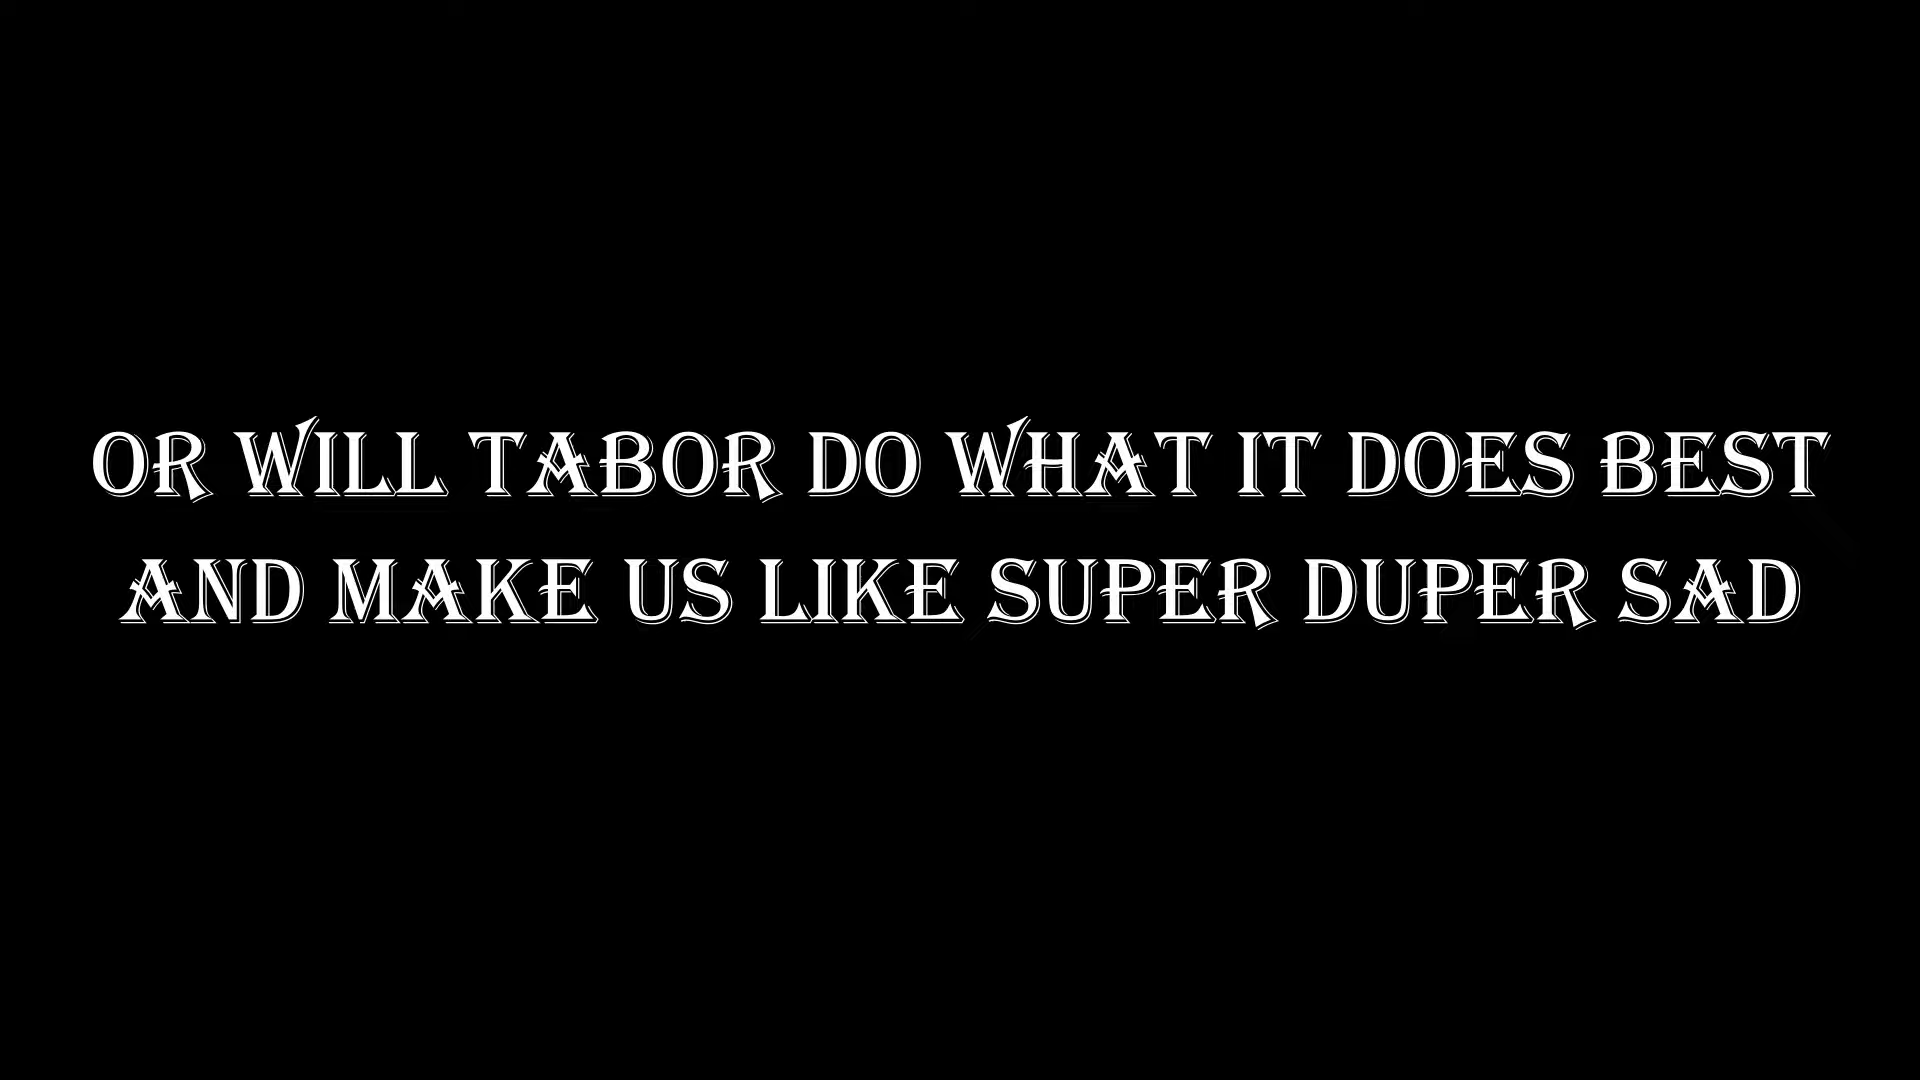 OR WILL TABOR DO WHAT IT DOES BEST
AND MAKE US LIKE SUPER DUPER SAD